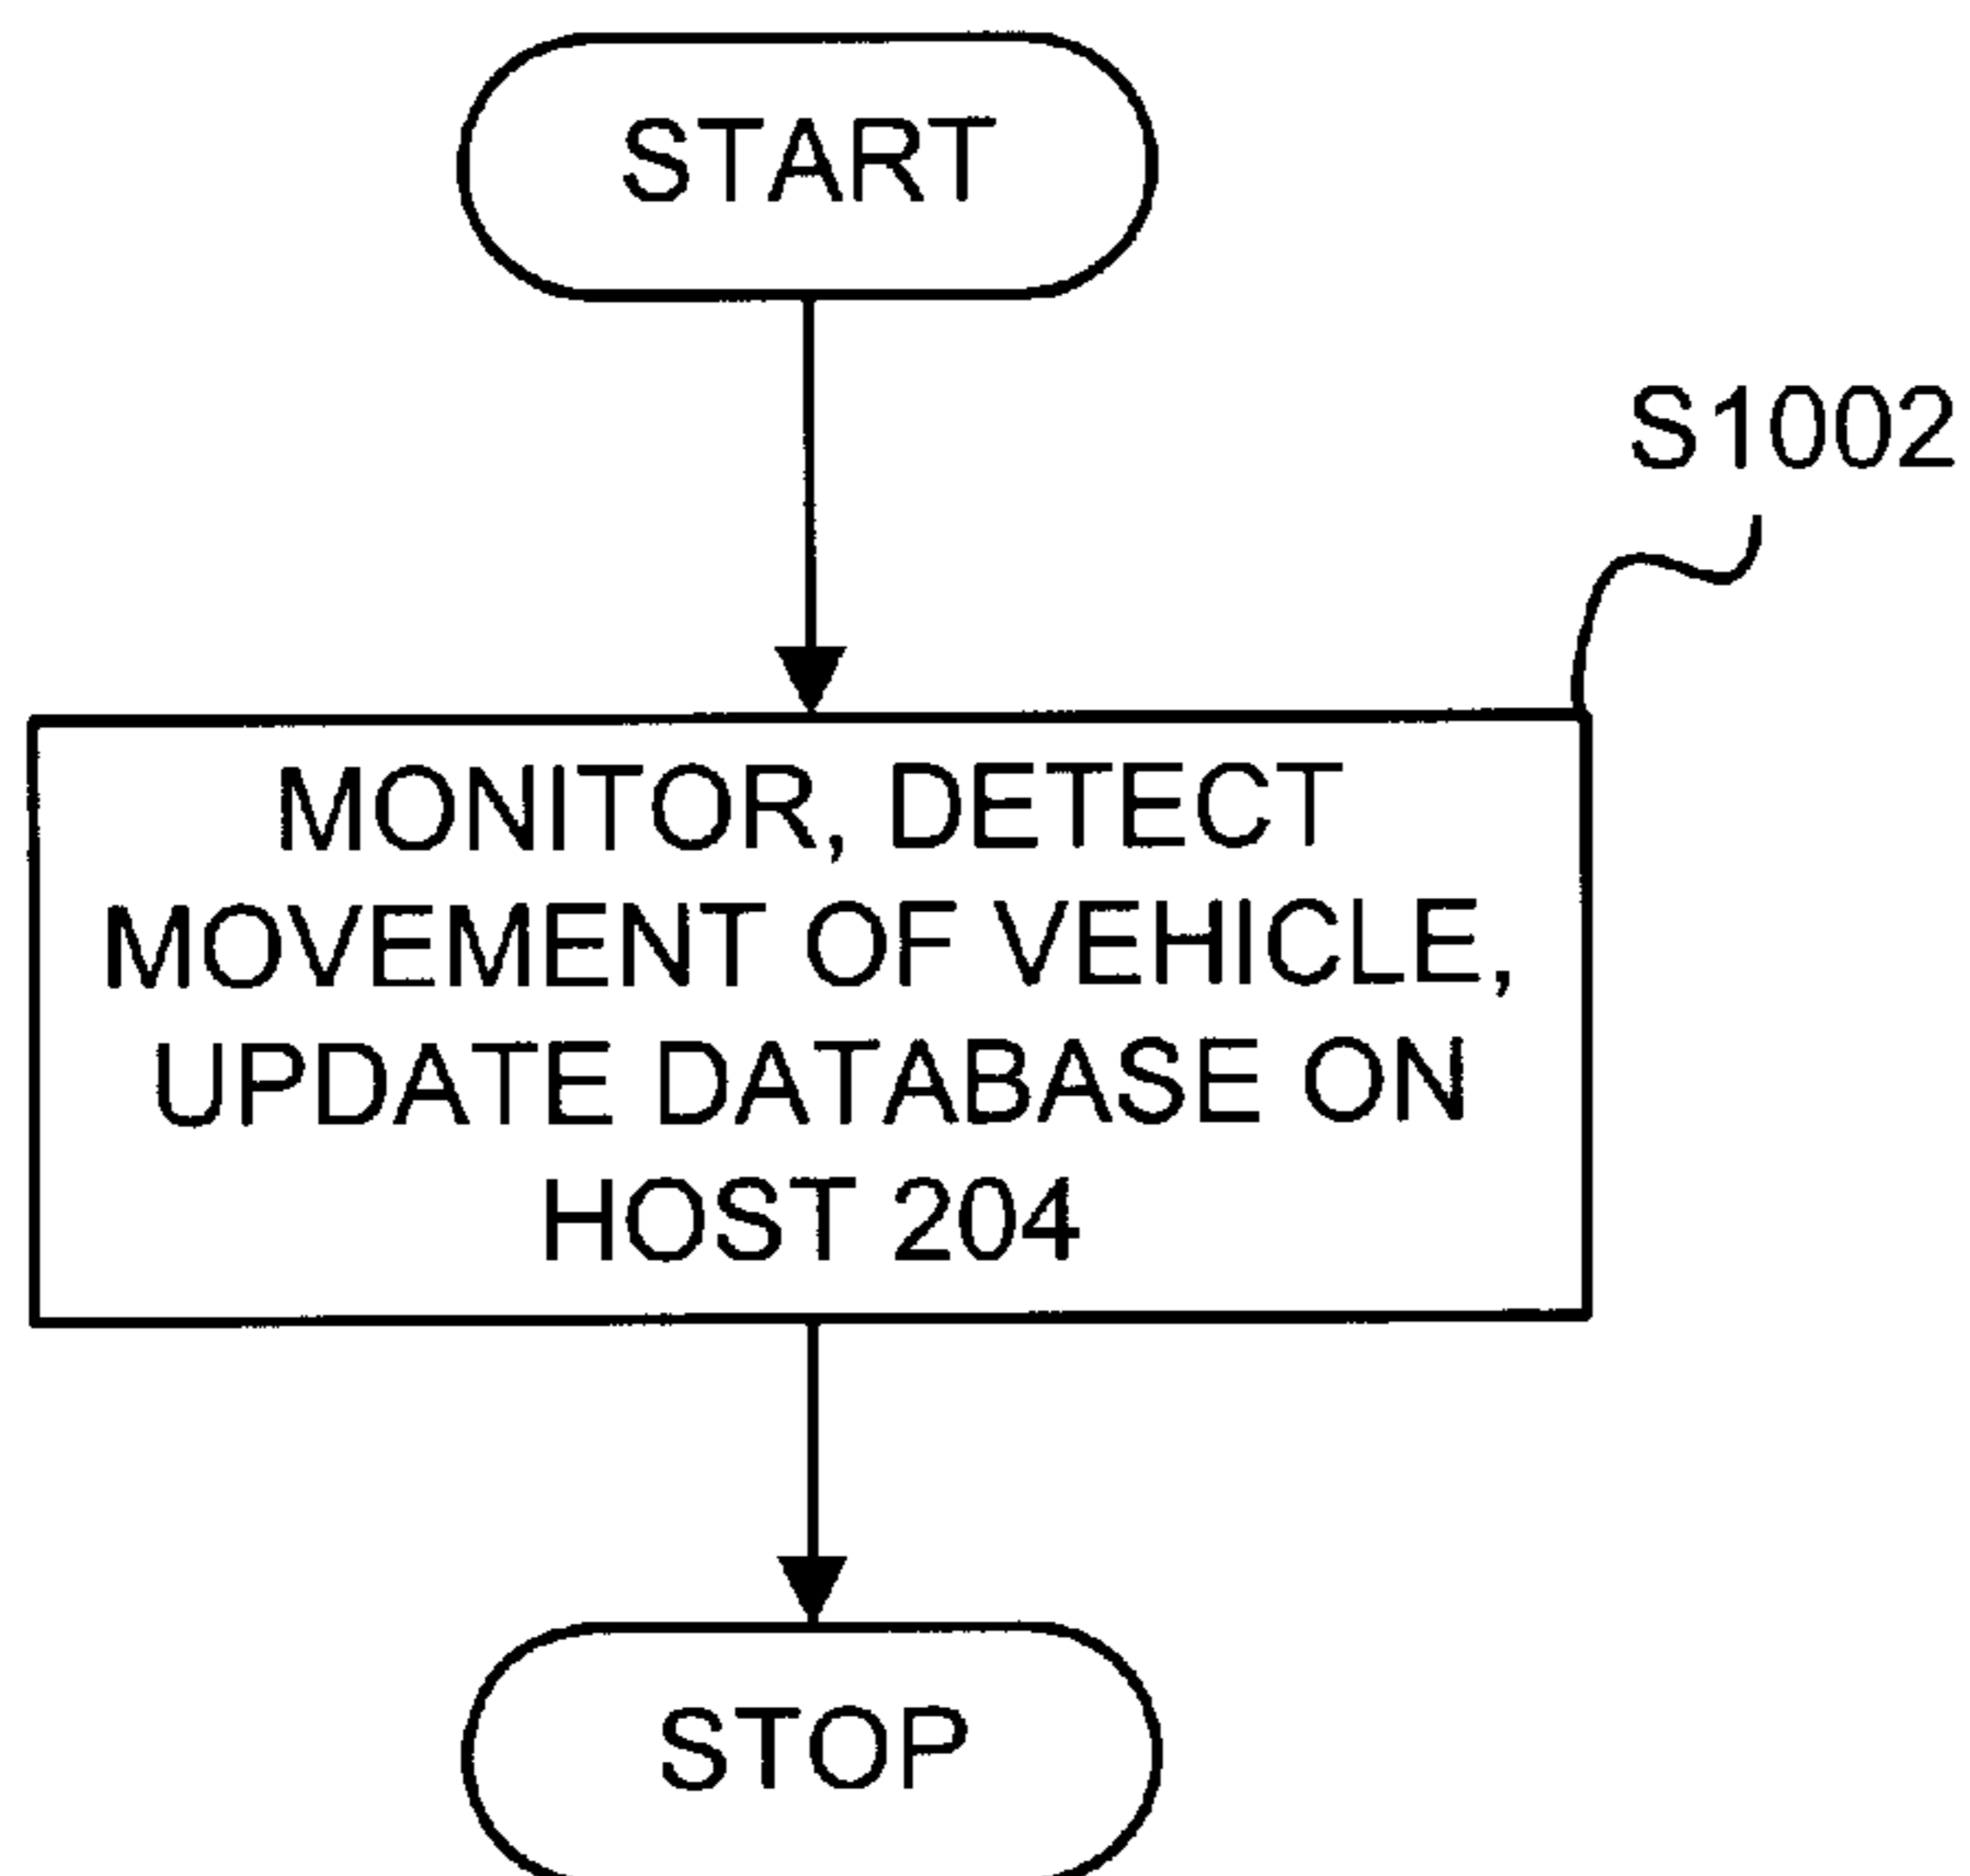 START
S1002
MONITOR, DETECT
MOVEMENT OF VEHICLE,
UPDATE DATABASE ON
HOST 204
STOP